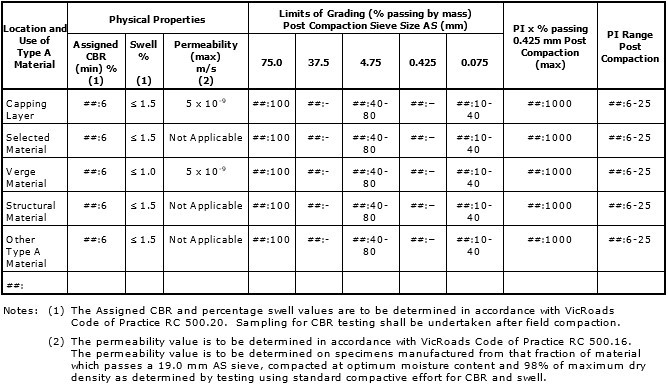 Location and Use of Type A Material
Physical Properties
Limits of Grading (% passing by mass)
Post Compaction Sieve Size AS (mm)
PI x % passing 0.425 mm Post Compaction (max)
PI Range Post Compaction
Assigned CBR (min) % (1)
Swell % (1)
Permeability (max) m/s (2)
75.0 37.5 4.75 0.425 0.075
Capping Layer ##:6 ≤ 1.5 5 x 10⁻⁹ ##:100 ##:- ##:40-80 ##:– ##:10-40 ##:1000 ##:6-25
Selected Material ##:6 ≤ 1.5 Not Applicable ##:100 ##:- ##:40-80 ##:– ##:10-40 ##:1000 ##:6-25
Verge Material ##:6 ≤ 1.0 5 x 10⁻⁹ ##:100 ##:- ##:40-80 ##:– ##:10-40 ##:1000 ##:6-25
Structural Material ##:6 ≤ 1.5 Not Applicable ##:100 ##:- ##:40-80 ##:– ##:10-40 ##:1000 ##:6-25
Other Type A Material ##:6 ≤ 1.5 Not Applicable ##:100 ##:- ##:40-80 ##:– ##:10-40 ##:1000 ##:6-25
##:
Notes: (1) The Assigned CBR and percentage swell values are to be determined in accordance with VicRoads
Code of Practice RC 500.20. Sampling for CBR testing shall be undertaken after field compaction.
(2) The permeability value is to be determined in accordance with VicRoads Code of Practice RC 500.16.
The permeability value is to be determined on specimens manufactured from that fraction of material
which passes a 19.0 mm AS sieve, compacted at optimum moisture content and 98% of maximum dry
density as determined by testing using standard compactive effort for CBR and swell.